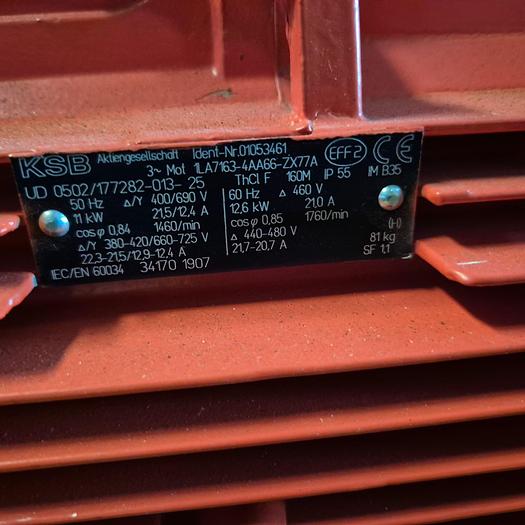 KSB Aktiengesellschaft Ident-Nr.01053461 EFF2 CE
3~ Mot 1LA7163-4AA66-ZX77A
UD 0502/177282-013- 25 ThCl F 160M IP 55 IM B35
50 Hz Δ/Y 400/690 V 60 Hz Δ 460 V
11 kW 21,5/12,4 A 12,6 kW 21,0 A
cosφ 0,84 1460/min cosφ 0,85 1760/min (H)
Δ/Y 380-420/660-725 V Δ 440-480 V 81 kg
22,3-21,5/12,9-12,4 A 21,7-20,7 A SF 1,1
IEC/EN 60034 34170 1907